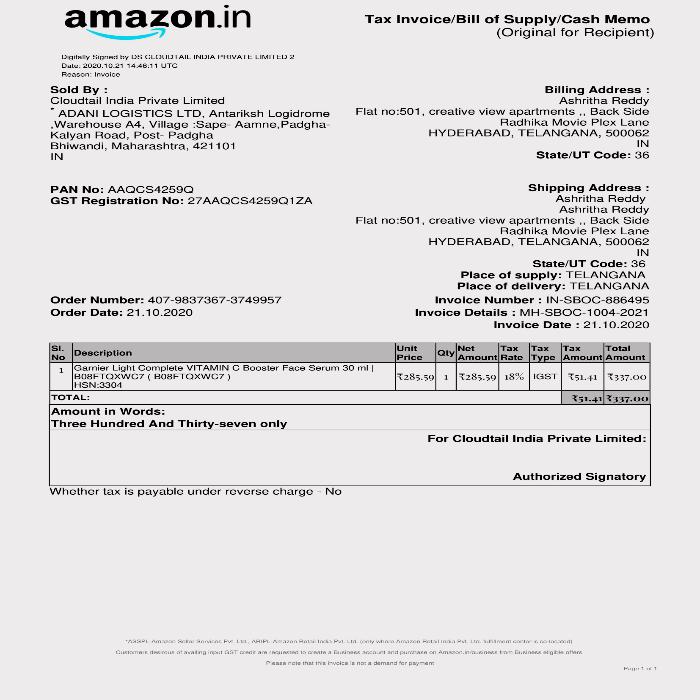 amazon.in
Tax Invoice/Bill of Supply/Cash Memo
(Original for Recipient)
Digitally Signed by DS CLOUDTAIL INDIA PRIVATE LIMITED 2
Date: 2020.10.21 14:46:11 UTC
Reason: Invoice
Sold By :
Cloudtail India Private Limited
* ADANI LOGISTICS LTD, Antariksh Logidrome
,Warehouse A4, Village :Sape- Aamne,Padgha-
Kalyan Road, Post- Padgha
Bhiwandi, Maharashtra, 421101
IN
Billing Address :
Ashritha Reddy
Flat no:501, creative view apartments ,, Back Side
Radhika Movie Plex Lane
HYDERABAD, TELANGANA, 500062
IN
State/UT Code: 36
PAN No: AAQCS4259Q
GST Registration No: 27AAQCS4259Q1ZA
Shipping Address :
Ashritha Reddy
Ashritha Reddy
Flat no:501, creative view apartments ,, Back Side
Radhika Movie Plex Lane
HYDERABAD, TELANGANA, 500062
IN
State/UT Code: 36
Place of supply: TELANGANA
Place of delivery: TELANGANA
Order Number: 407-9837367-3749957
Order Date: 21.10.2020
Invoice Number : IN-SBOC-886495
Invoice Details : MH-SBOC-1004-2021
Invoice Date : 21.10.2020
Sl. No Description Unit Price Qty Net Amount Tax Rate Tax Type Tax Amount Total Amount
1 Garnier Light Complete VITAMIN C Booster Face Serum 30 ml | ₹285.59 1 ₹285.59 18% IGST ₹51.41 ₹337.00
B08FTQXWC7 ( B08FTQXWC7 )
HSN:3304
TOTAL: ₹51.41 ₹337.00
Amount in Words:
Three Hundred And Thirty-seven only
For Cloudtail India Private Limited:
Authorized Signatory
Whether tax is payable under reverse charge - No
*ASSPL-Amazon Seller Services Pvt. Ltd., ARIPL-Amazon Retail India Pvt. Ltd. (only where Amazon Retail India Pvt. Ltd. fulfillment center is co-located)
Customers desirous of availing input GST credit are requested to create a Business account and purchase on Amazon.in/business from Business eligible offers
Please note that this invoice is not a demand for payment
Page 1 of 1